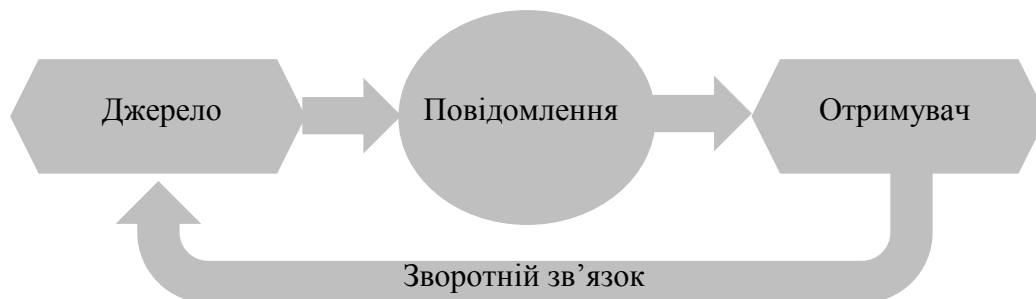 Джерело
Повідомлення
Отримувач
Зворотній зв’язок